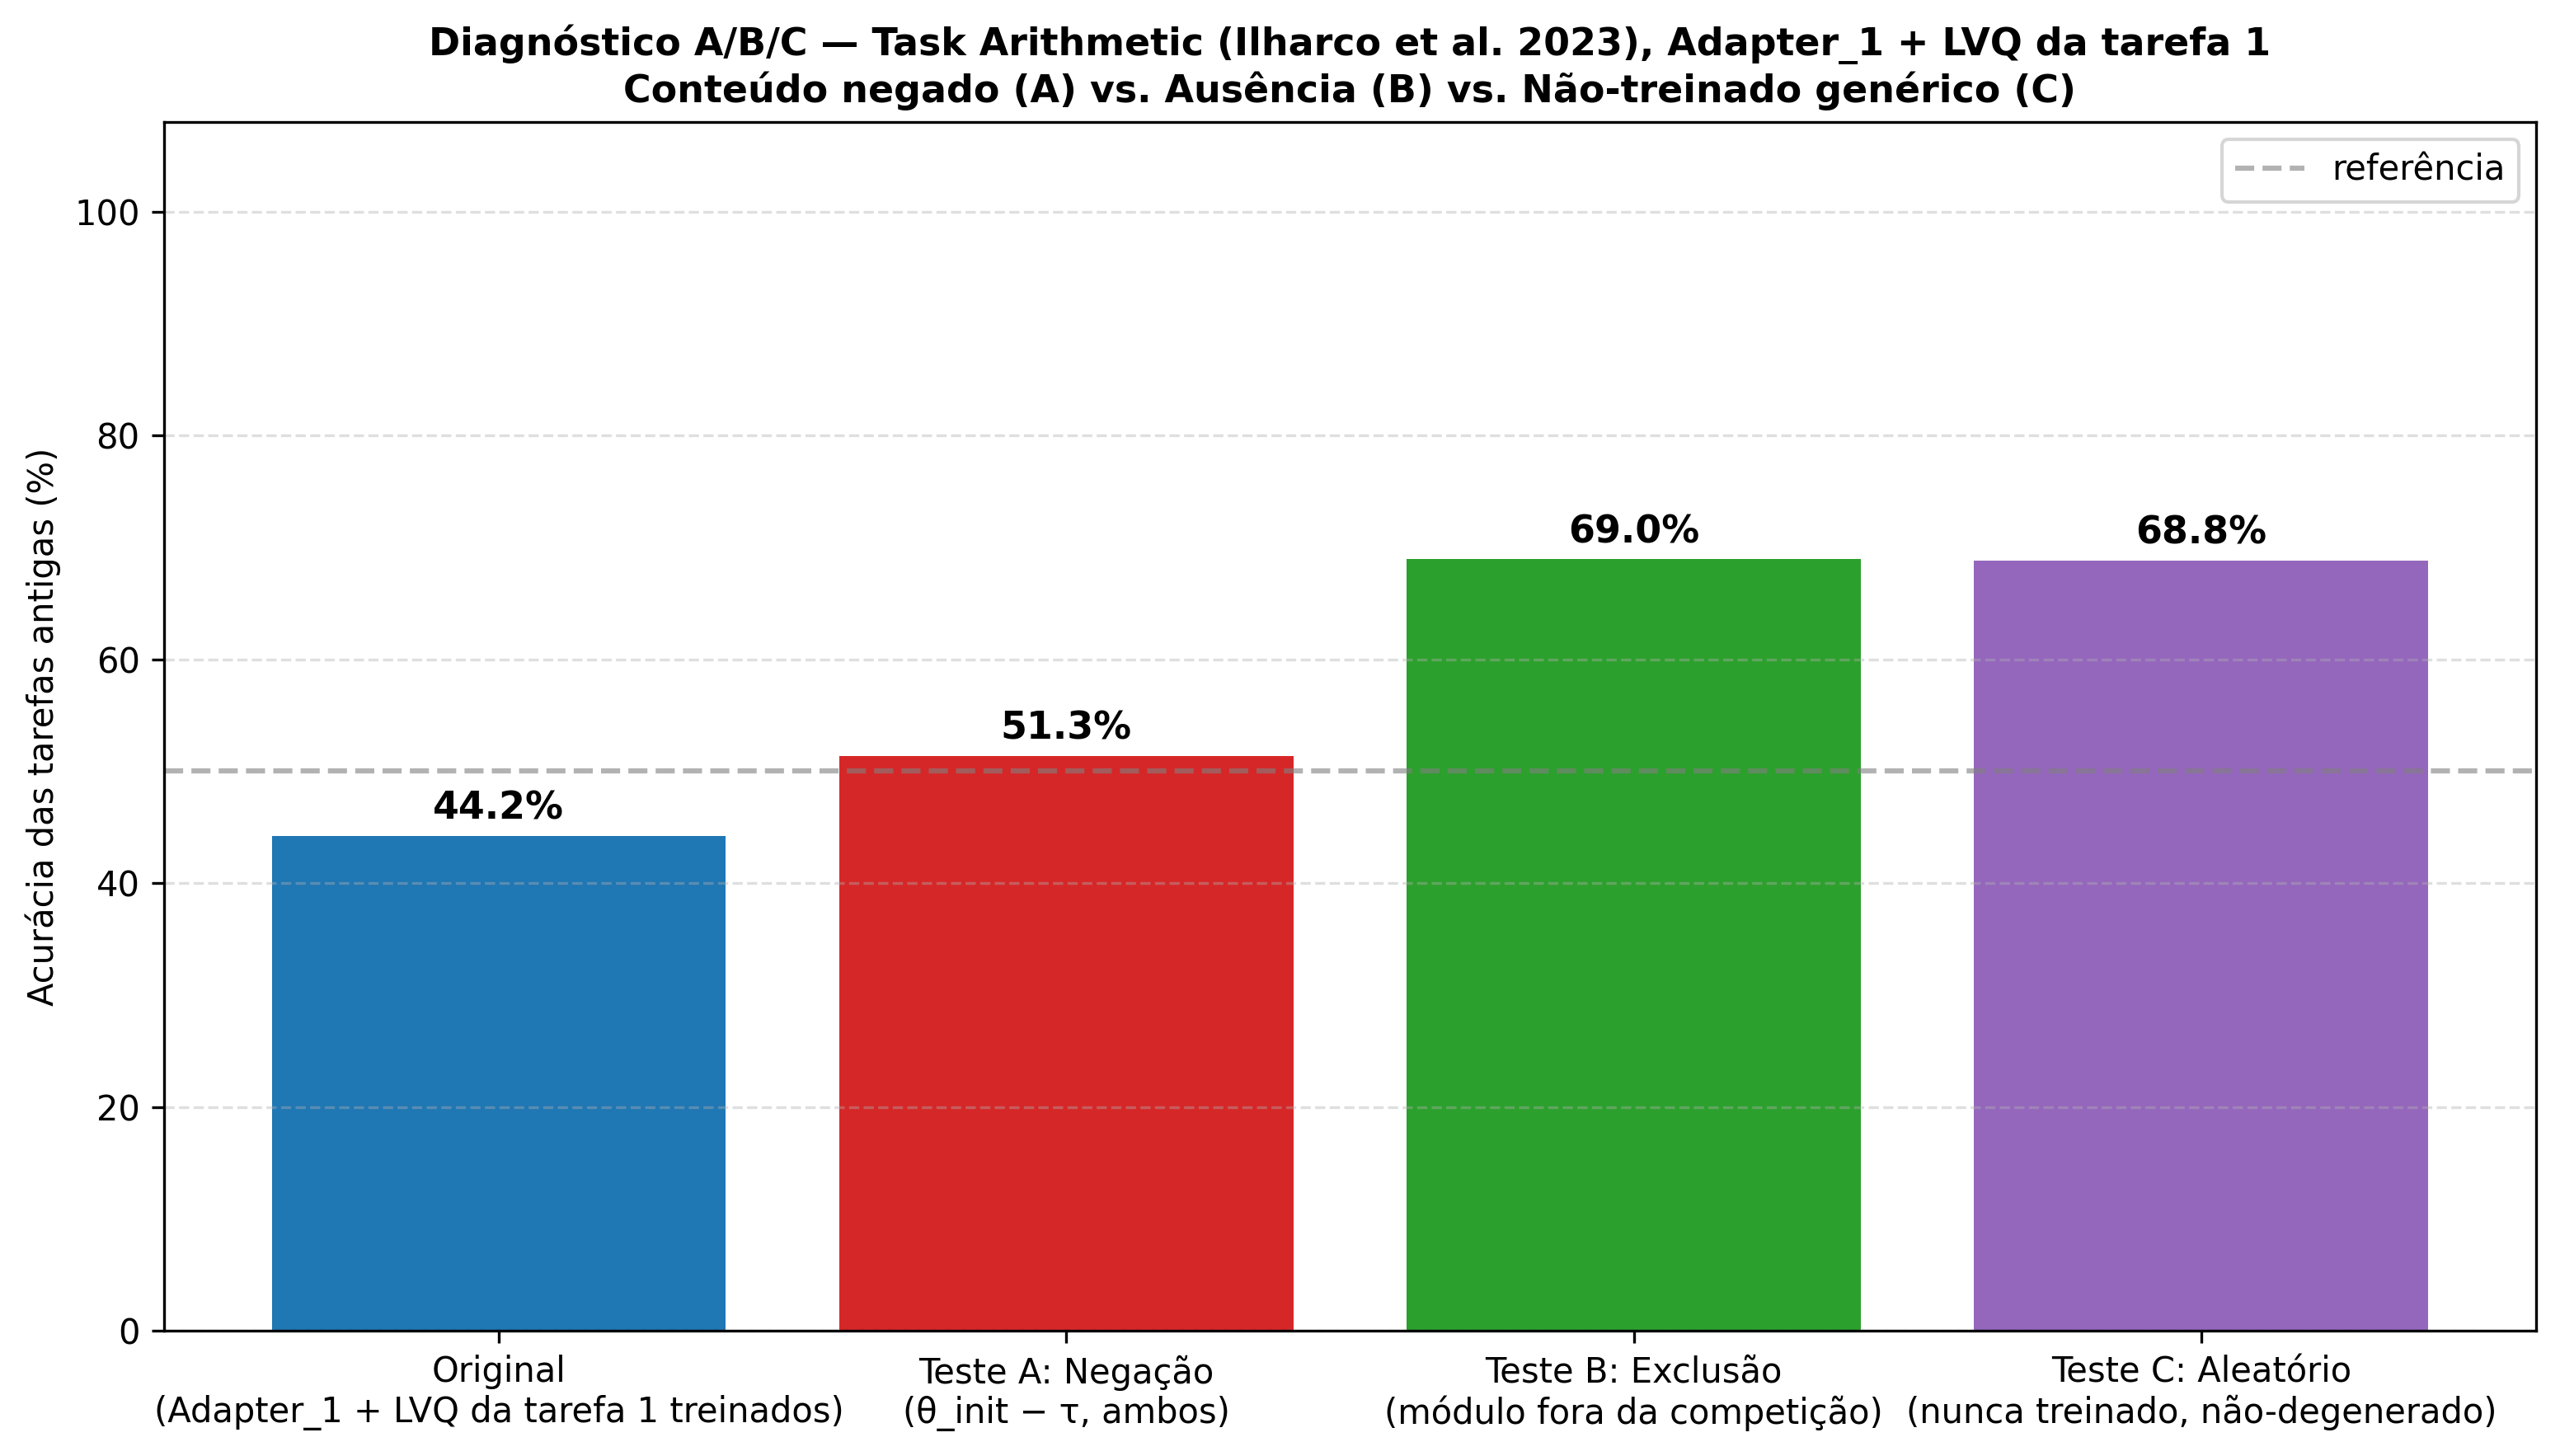 Diagnóstico A/B/C — Task Arithmetic (Ilharco et al. 2023), Adapter_1 + LVQ da tarefa 1
Conteúdo negado (A) vs. Ausência (B) vs. Não-treinado genérico (C)
referência
Acurácia das tarefas antigas (%)
100
80
60
40
20
0
44.2%
51.3%
69.0%
68.8%
Original
(Adapter_1 + LVQ da tarefa 1 treinados)
Teste A: Negação
(θ_init − τ, ambos)
Teste B: Exclusão
(módulo fora da competição)
Teste C: Aleatório
(nunca treinado, não-degenerado)